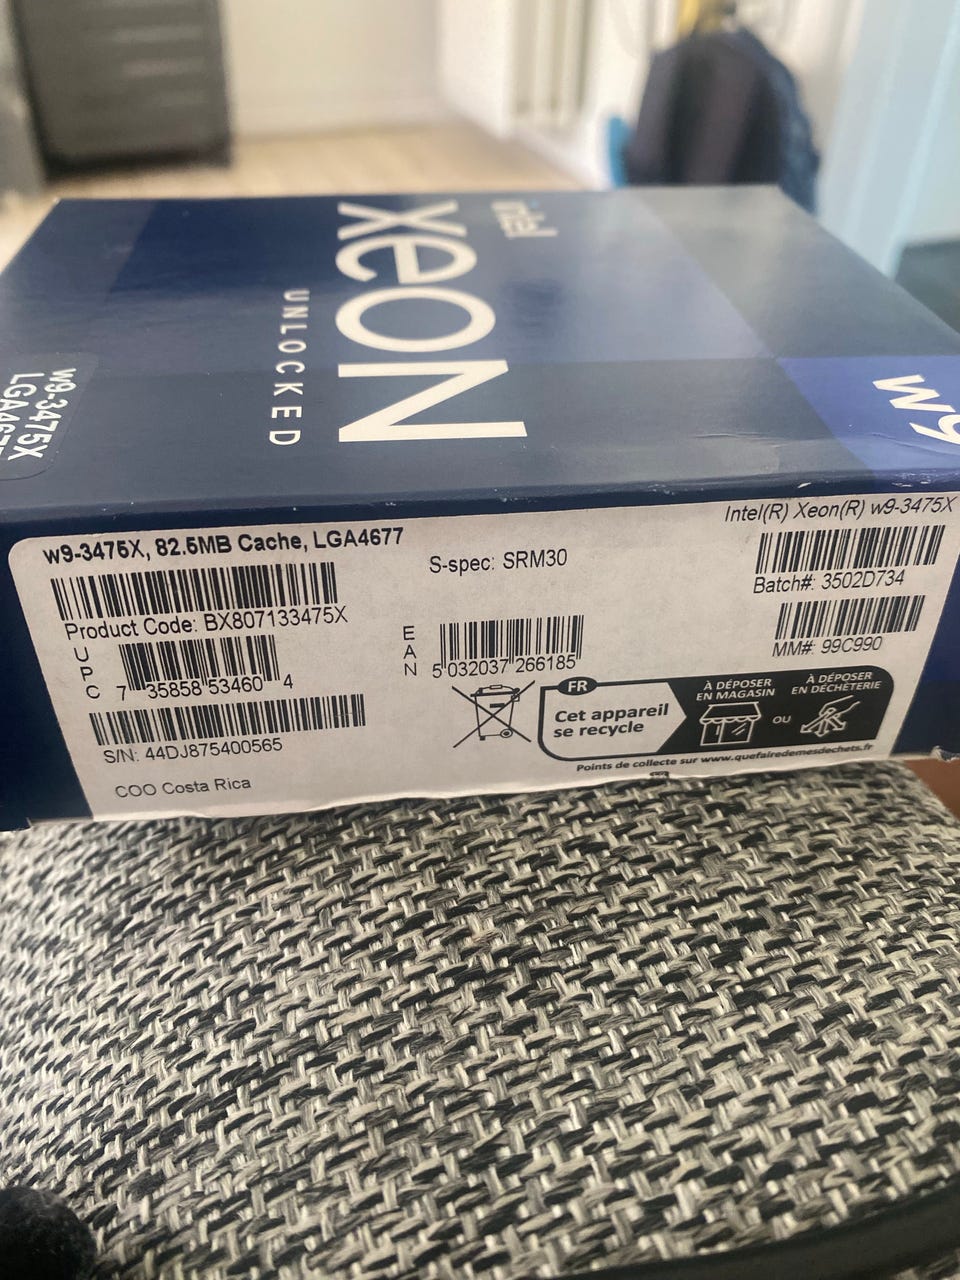 intel
xeon
UNLOCKED
w9
w9-3475X
w9-3475X, 82.5MB Cache, LGA4677
Product Code: BX807133475X
UPC
7 35858 53460 4
S/N: 44DJ875400565
COO Costa Rica
S-spec: SRM30
EAN
5 032037 266185
Intel(R) Xeon(R) w9-3475X
Batch#: 3502D734
MM#: 99C990
FR
Cet appareil
se recycle
À DÉPOSER
EN MAGASIN
OU
À DÉPOSER
EN DÉCHÈTERIE
Points de collecte sur www.quefairedemesdechets.fr